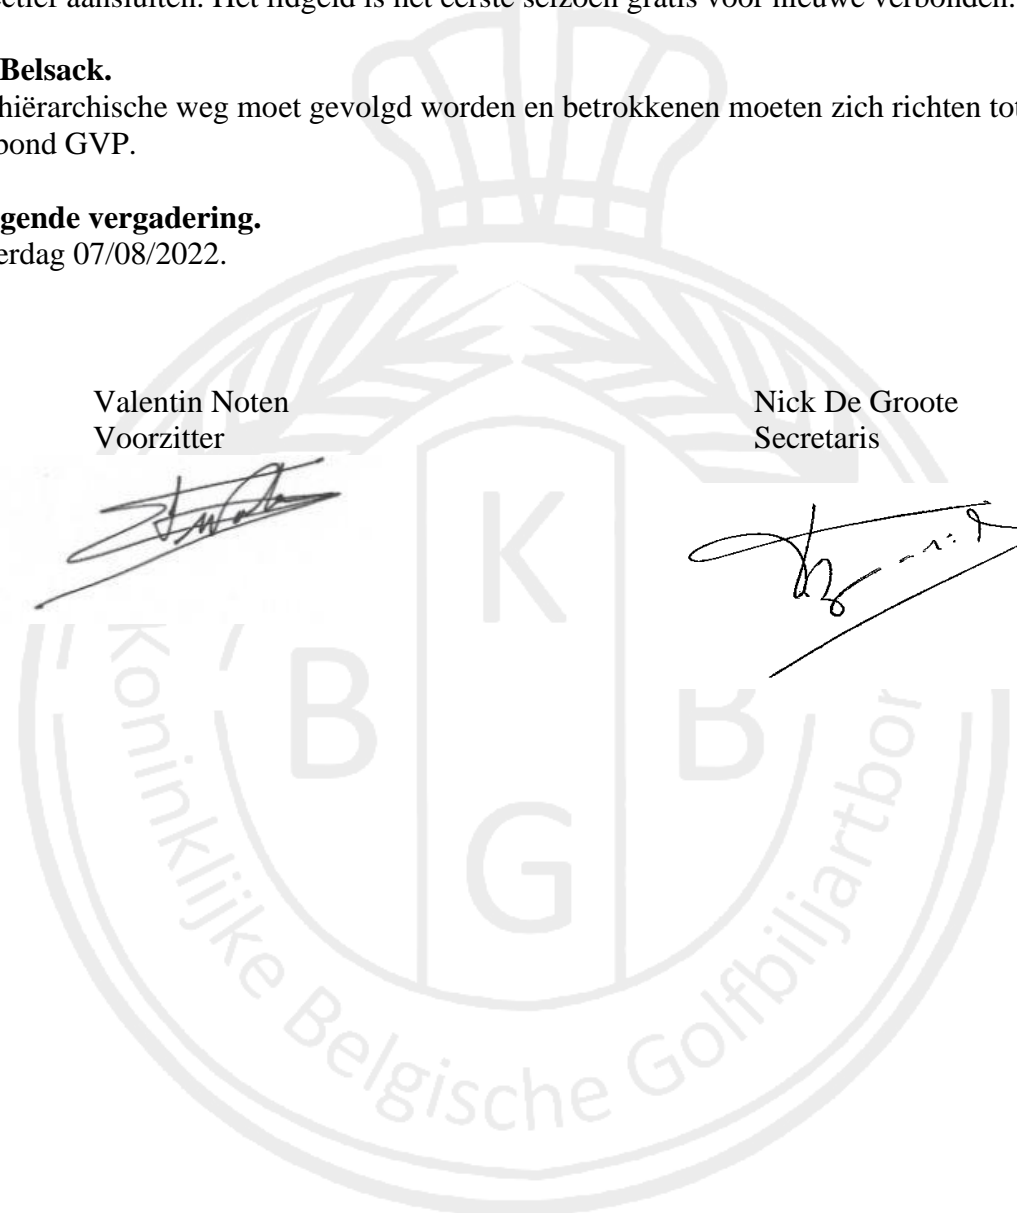 ectief aansluiten. Het lidgeld is het eerste seizoen gratis voor nieuwe verbonden.
Belsack.
hiërarchische weg moet gevolgd worden en betrokkenen moeten zich richten tot
bond GVP.
gende vergadering.
erdag 07/08/2022.
Valentin Noten
Nick De Groote
Voorzitter
Secretaris
K
B
B
G
Koninklijke Belgische Golfbiljartbon